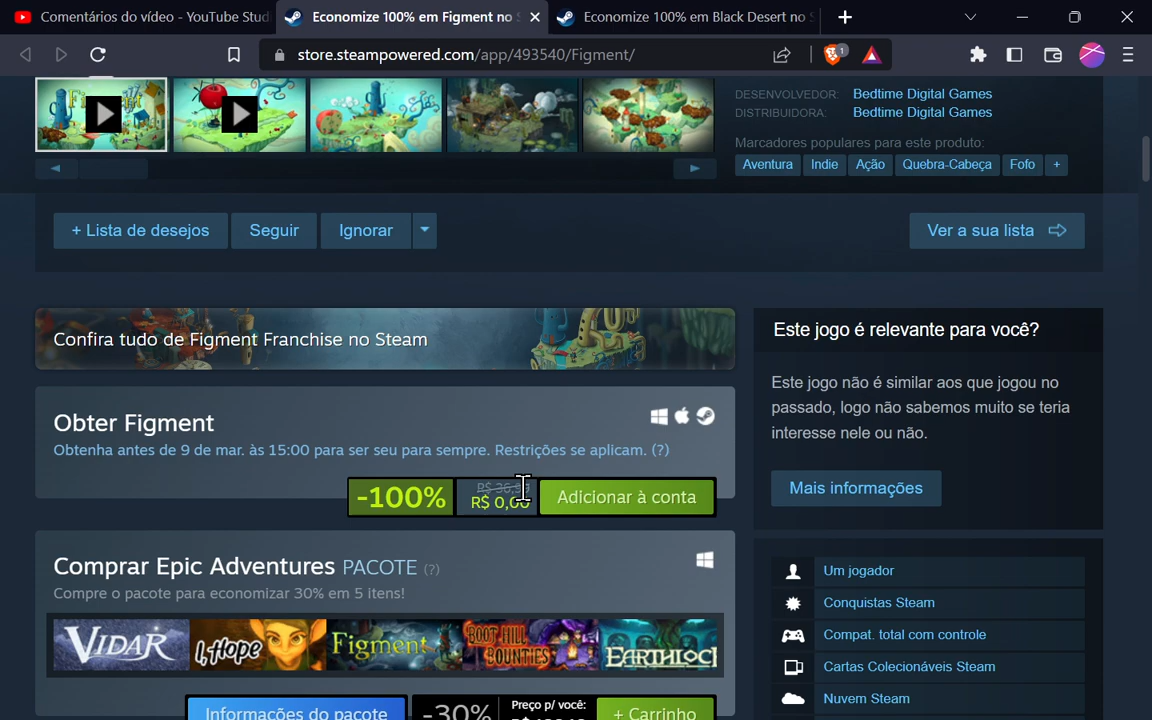 Comentários do vídeo - YouTube Stud
Economize 100% em Figment no
Economize 100% em Black Desert no S
store.steampowered.com/app/493540/Figment/
1
DESENVOLVEDOR: Bedtime Digital Games
DISTRIBUIDORA: Bedtime Digital Games
Marcadores populares para este produto:
Aventura Indie Ação Quebra-Cabeça Fofo +
+ Lista de desejos Seguir Ignorar Ver a sua lista
Confira tudo de Figment Franchise no Steam
Este jogo é relevante para você?
Este jogo não é similar aos que jogou no
passado, logo não sabemos muito se teria
interesse nele ou não.
Mais informações
Obter Figment
Obtenha antes de 9 de mar. às 15:00 para ser seu para sempre. Restrições se aplicam. (?)
-100% R$ 0,00 Adicionar à conta
Comprar Epic Adventures PACOTE (?)
Compre o pacote para economizar 30% em 5 itens!
VIDAR I, Hope Figment BOOT HILL BOUNTIES EARTHLOC
Informações do pacote -30% Preço p/ você: + Carrinho
Um jogador
Conquistas Steam
Compat. total com controle
Cartas Colecionáveis Steam
Nuvem Steam